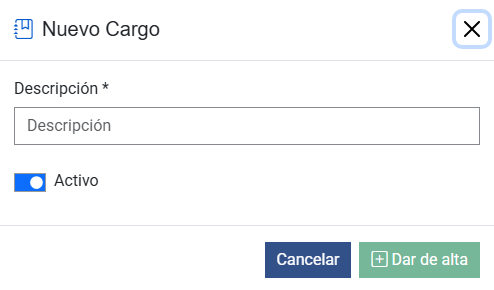 Nuevo Cargo
Descripción *
Descripción
Activo
Cancelar
Dar de alta